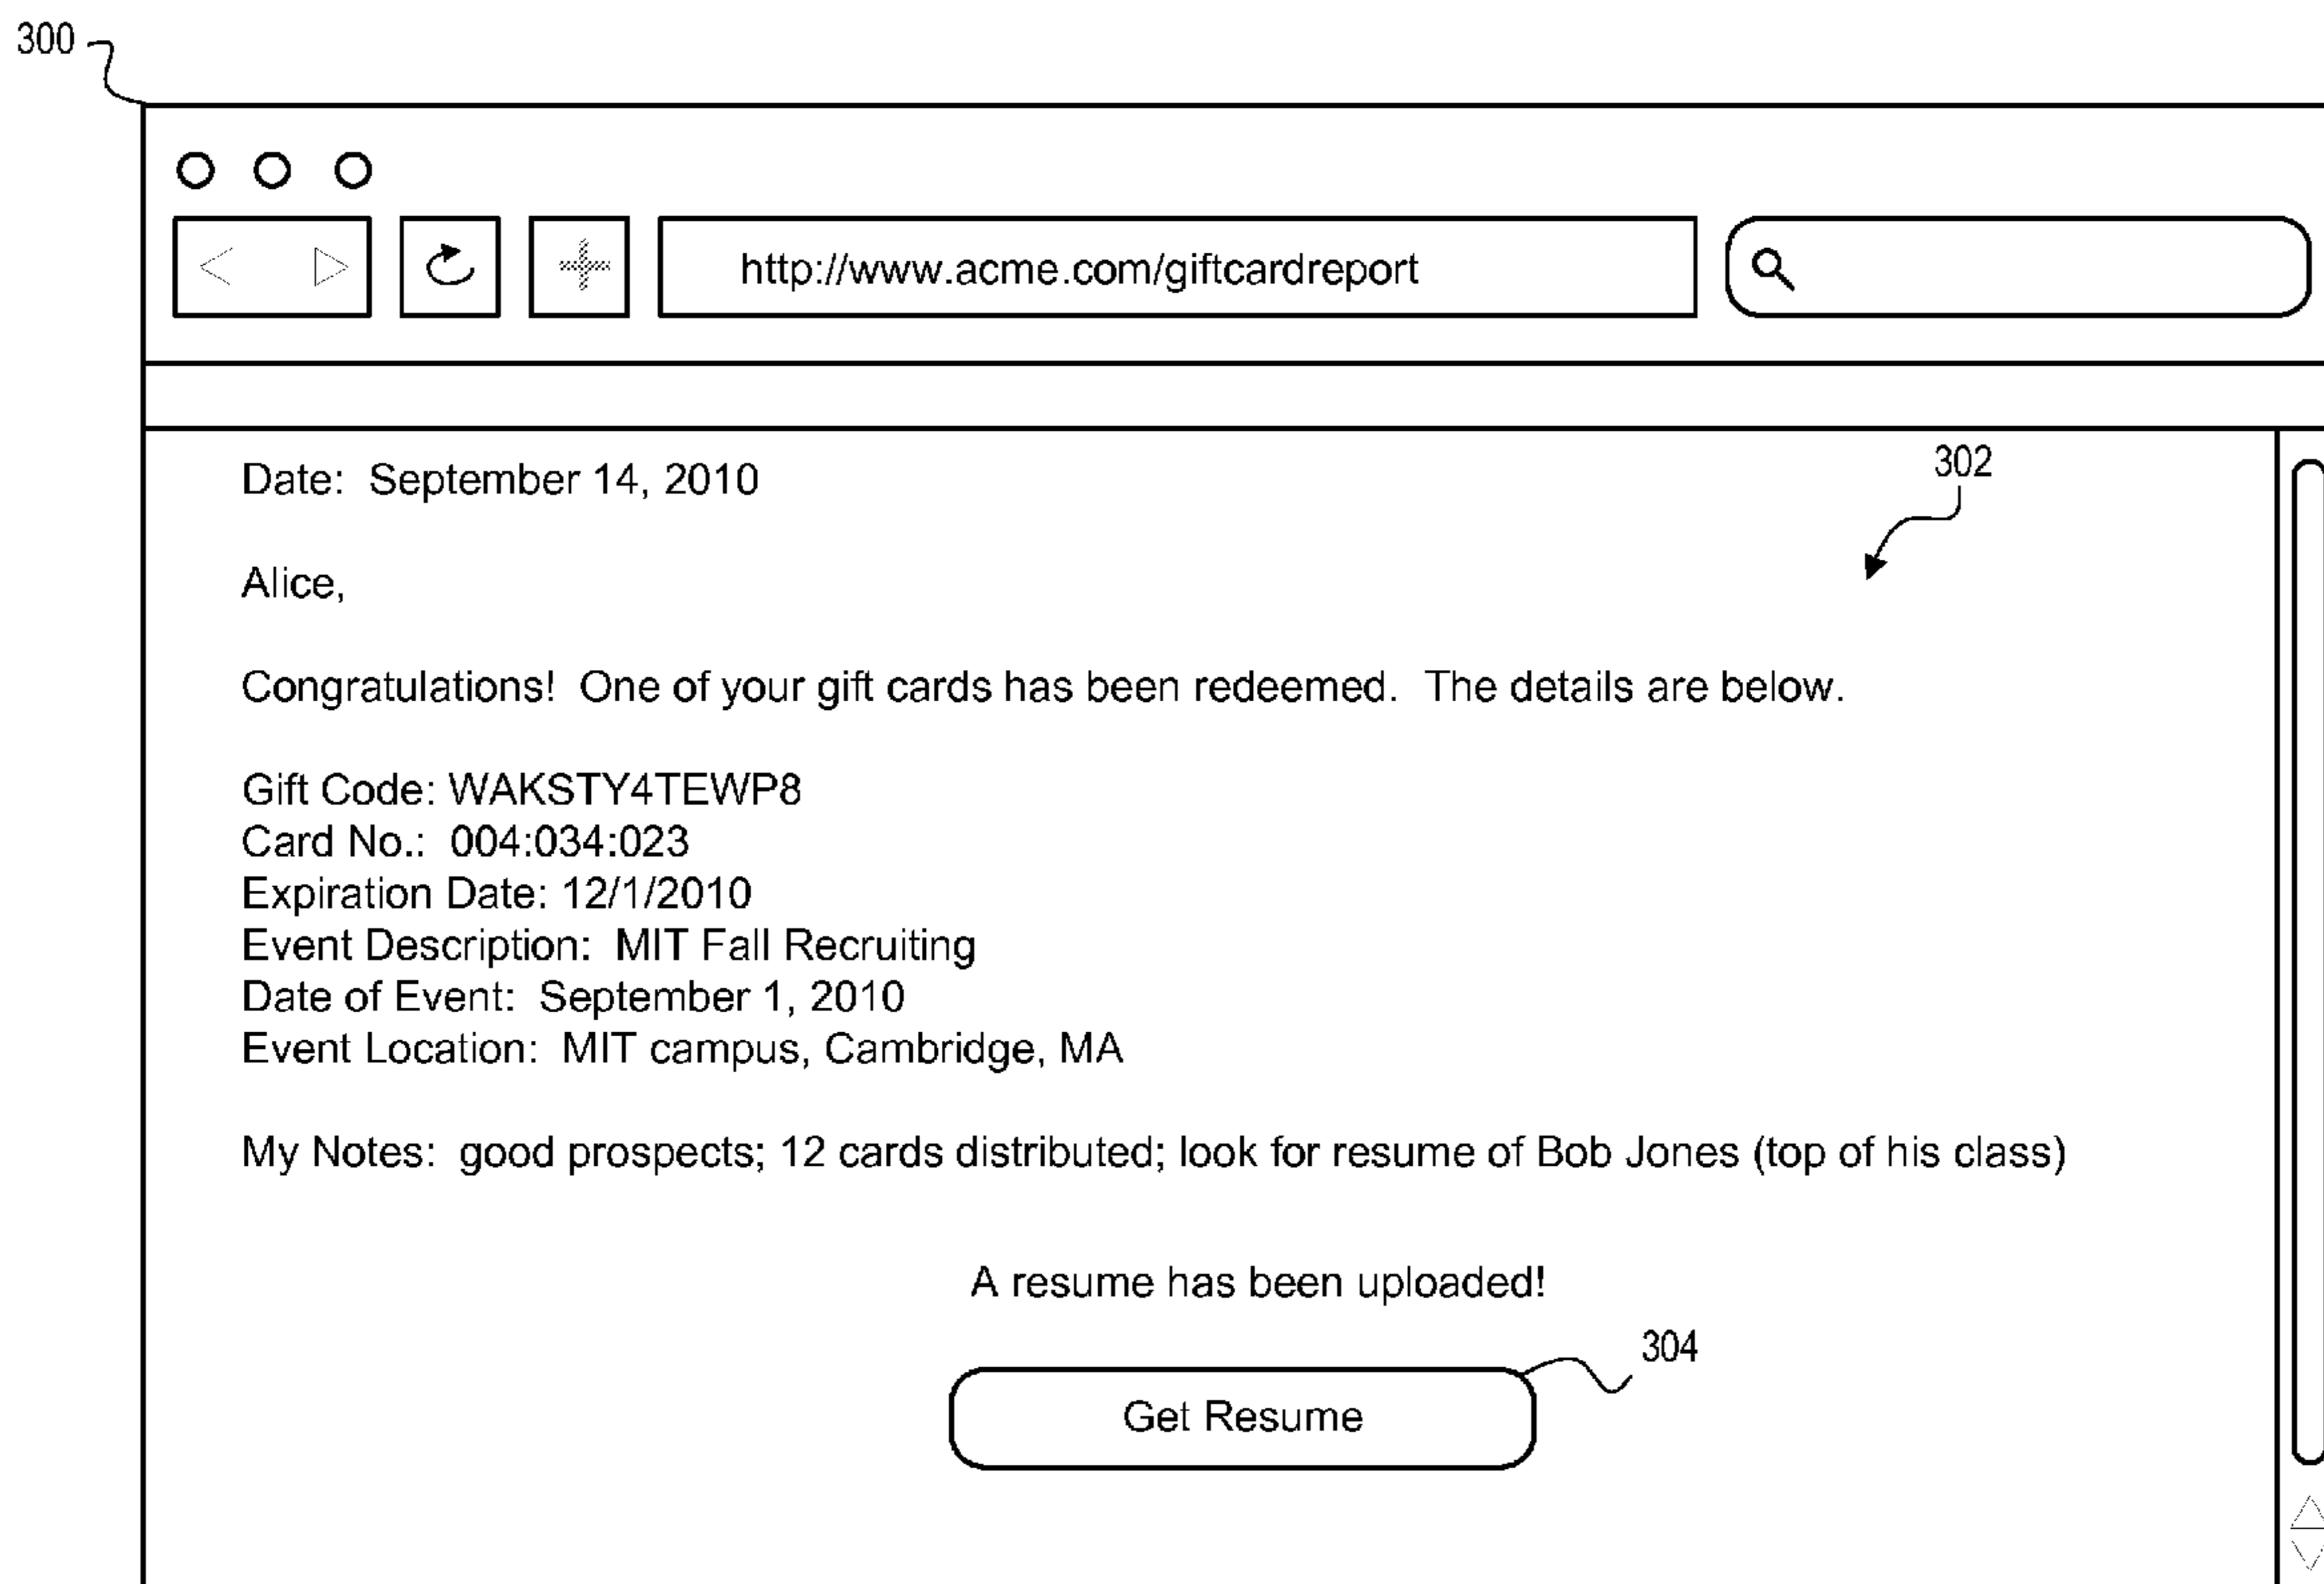 300
http://www.acme.com/giftcardreport
302
Date: September 14, 2010
Alice,
Congratulations! One of your gift cards has been redeemed. The details are below.
Gift Code: WAKSTY4TEWP8
Card No.: 004:034:023
Expiration Date: 12/1/2010
Event Description: MIT Fall Recruiting
Date of Event: September 1, 2010
Event Location: MIT campus, Cambridge, MA
My Notes: good prospects; 12 cards distributed; look for resume of Bob Jones (top of his class)
A resume has been uploaded!
304
Get Resume